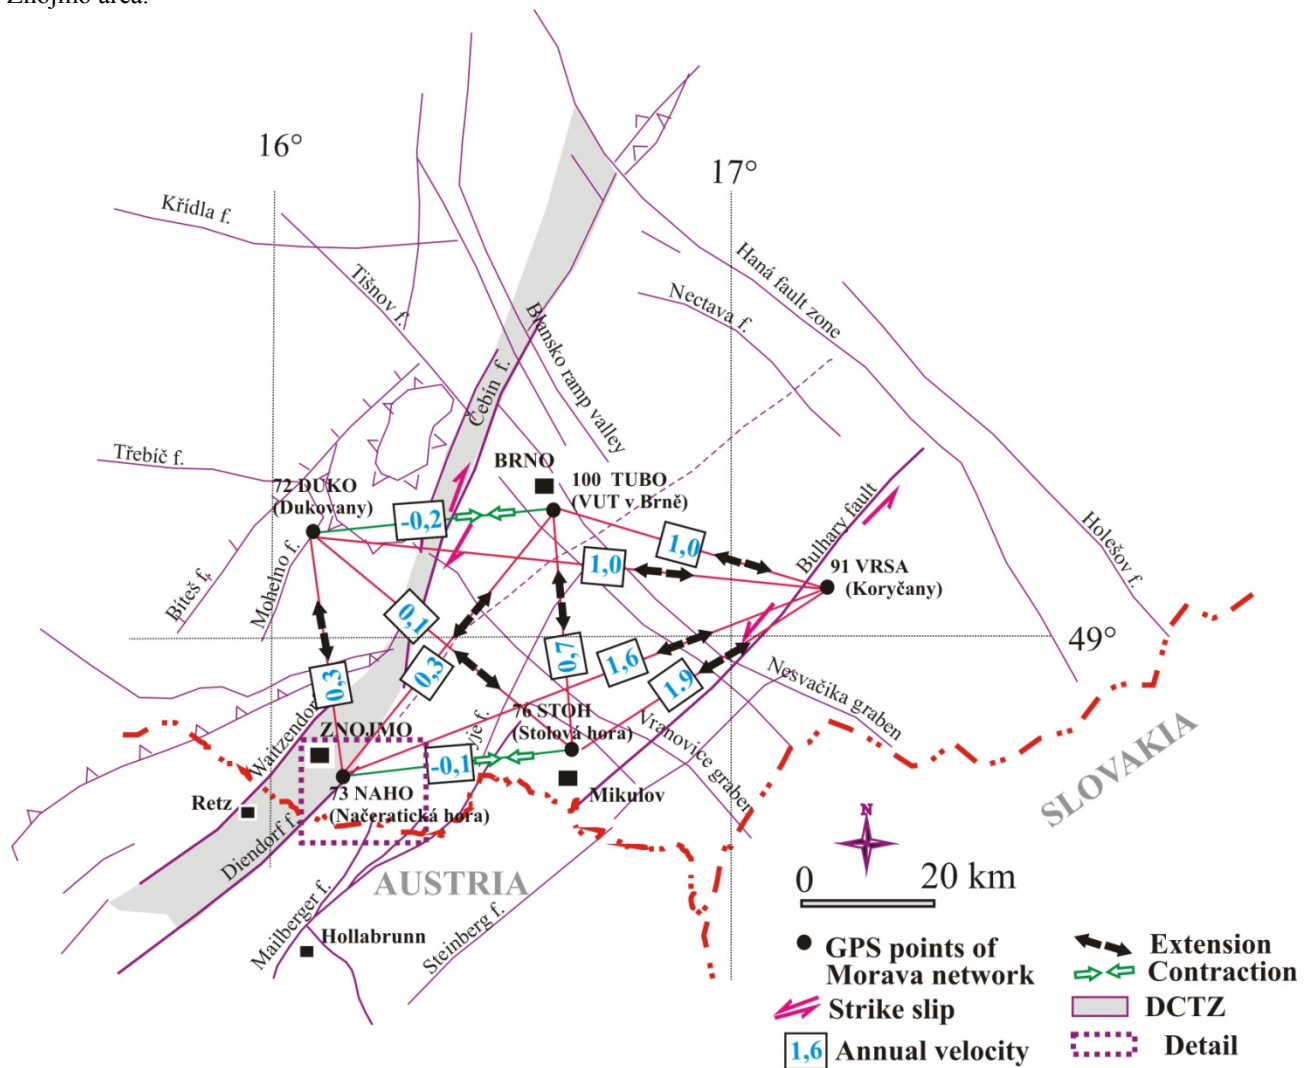 Znojmo area.
16°
17°
Křídla f.
Tišnov f.
Haná fault zone
Nectava f.
Blansko ramp valley
Čebín f.
Třebíč f.
BRNO
72 DUKO
(Dukovany)
100 TUBO
(VUT v Brně)
-0,2
1,0
1,0
Bulhary fault
Holešov f.
91 VRSA
(Koryčany)
Biteš f.
Mohelno f.
0,1
49°
0,3
0,3
0,7
1,6
1.9
Nesvačika graben
Vranovice graben
Waitzendorf
ZNOJMO
76 STOH
(Stolová hora)
je f.
-0,1
Retz
73 NAHO
(Načeratická hora)
Mikulov
Diendorf f.
SLOVAKIA
AUSTRIA
Mailberger f.
Hollabrunn
Steinberg f.
N
0 20 km
GPS points of
Morava network
Strike slip
1,6 Annual velocity
Extension
Contraction
DCTZ
Detail